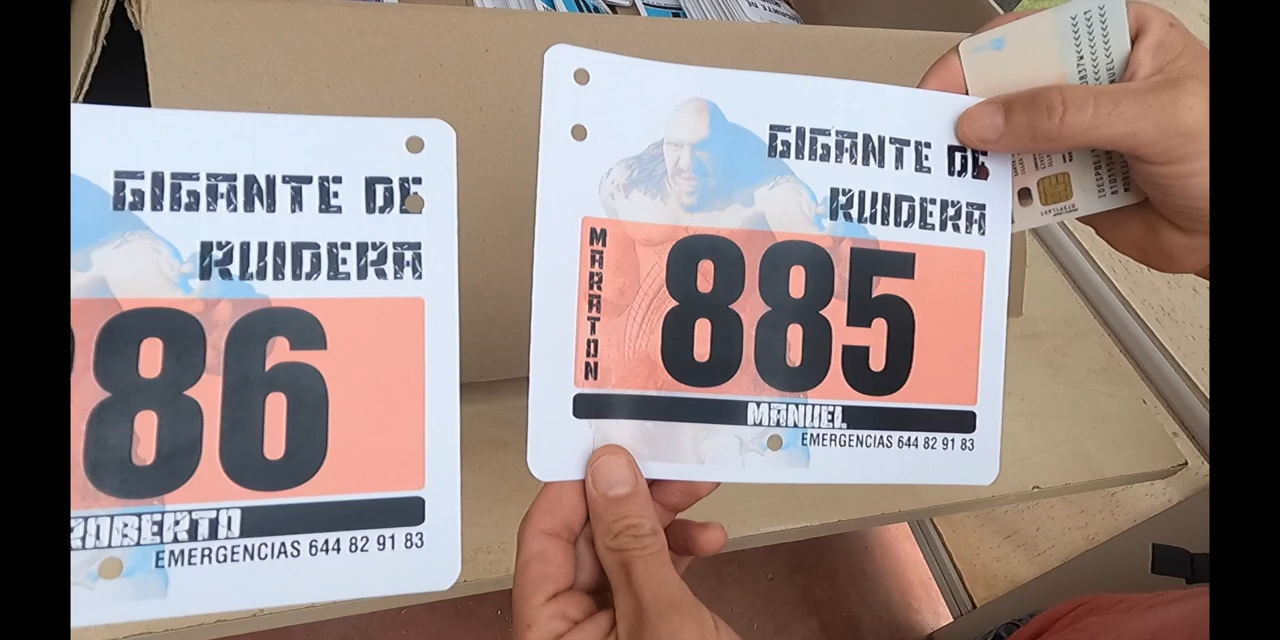 GIGANTE DE
RUIDERA
86
ROBERTO
EMERGENCIAS 644 82 91 83
GIGANTE DE
RUIDERA
MARATON
885
MANUEL
EMERGENCIAS 644 82 91 83